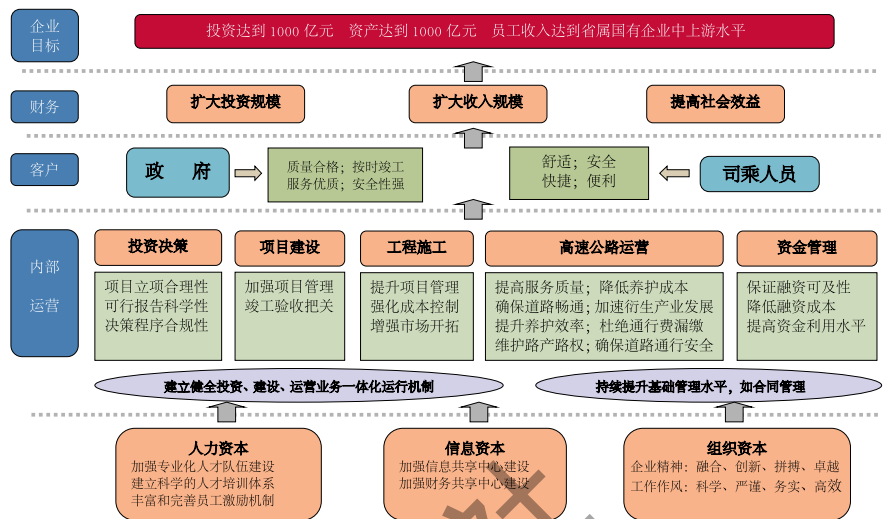 企业
目标
投资达到 1000 亿元 资产达到 1000 亿元 员工收入达到省属国有企业中上游水平
财务
扩大投资规模
扩大收入规模
提高社会效益
客户
政 府
质量合格；按时竣工
服务优质；安全性强
舒适；安全
快捷；便利
司乘人员
内部
运营
投资决策
项目立项合理性
可行报告科学性
决策程序合规性
项目建设
加强项目管理
竣工验收把关
工程施工
提升项目管理
强化成本控制
增强市场开拓
高速公路运营
提高服务质量；降低养护成本
确保道路畅通；加速衍生产业发展
提升养护效率；杜绝通行费漏缴
维护路产路权；确保道路通行安全
资金管理
保证融资可及性
降低融资成本
提高资金利用水平
建立健全投资、建设、运营业务一体化运行机制
持续提升基础管理水平，如合同管理
人力资本
加强专业化人才队伍建设
建立科学的人才培训体系
丰富和完善员工激励机制
信息资本
加强信息共享中心建设
加强财务共享中心建设
组织资本
企业精神：融合、创新、拼搏、卓越
工作作风：科学、严谨、务实、高效